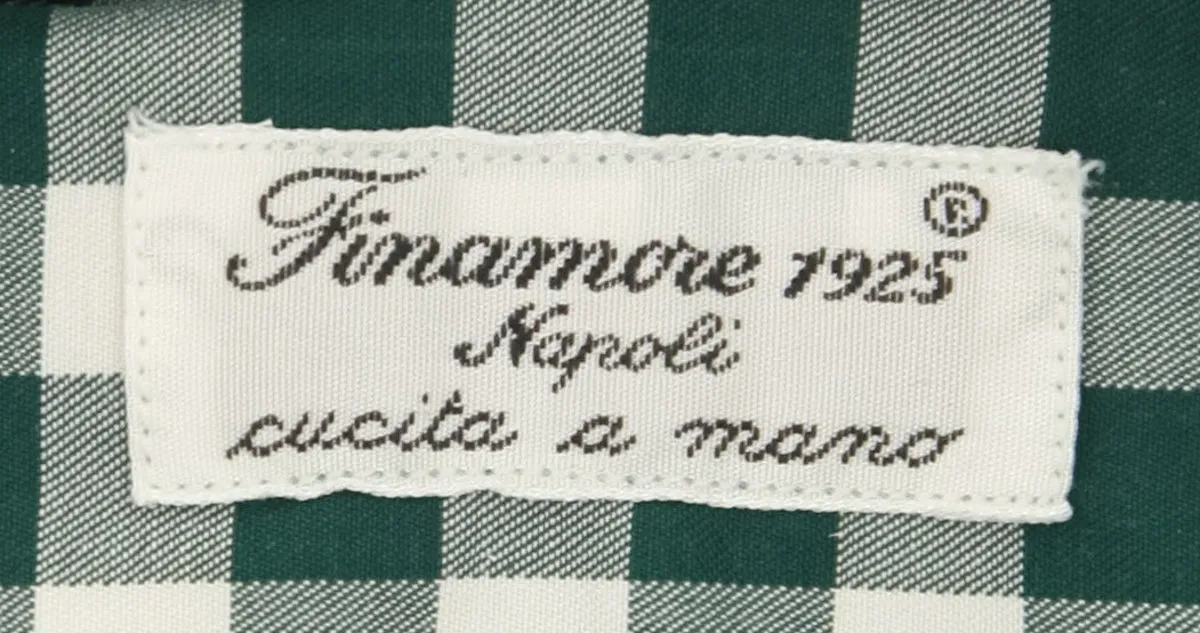 Finamore 1925®
Napoli
cucita a mano